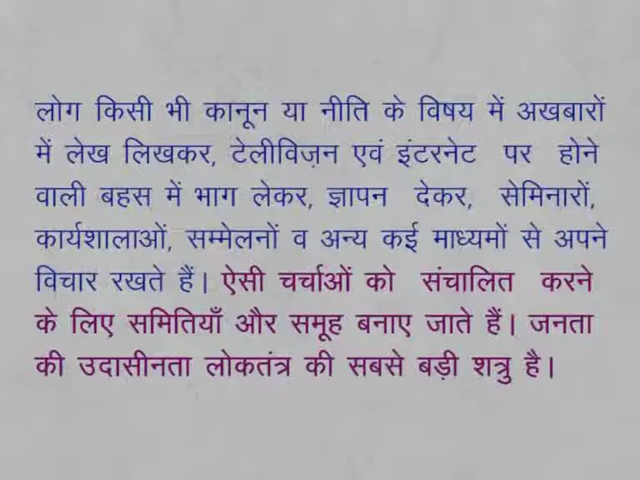 लोग किसी भी कानून या नीति के विषय में अखबारों
में लेख लिखकर, टेलीविज़न एवं इंटरनेट पर होने
वाली बहस में भाग लेकर, ज्ञापन देकर, सेमिनारों,
कार्यशालाओं, सम्मेलनों व अन्य कई माध्यमों से अपने
विचार रखते हैं। ऐसी चर्चाओं को संचालित करने
के लिए समितियाँ और समूह बनाए जाते हैं। जनता
की उदासीनता लोकतंत्र की सबसे बड़ी शत्रु है।